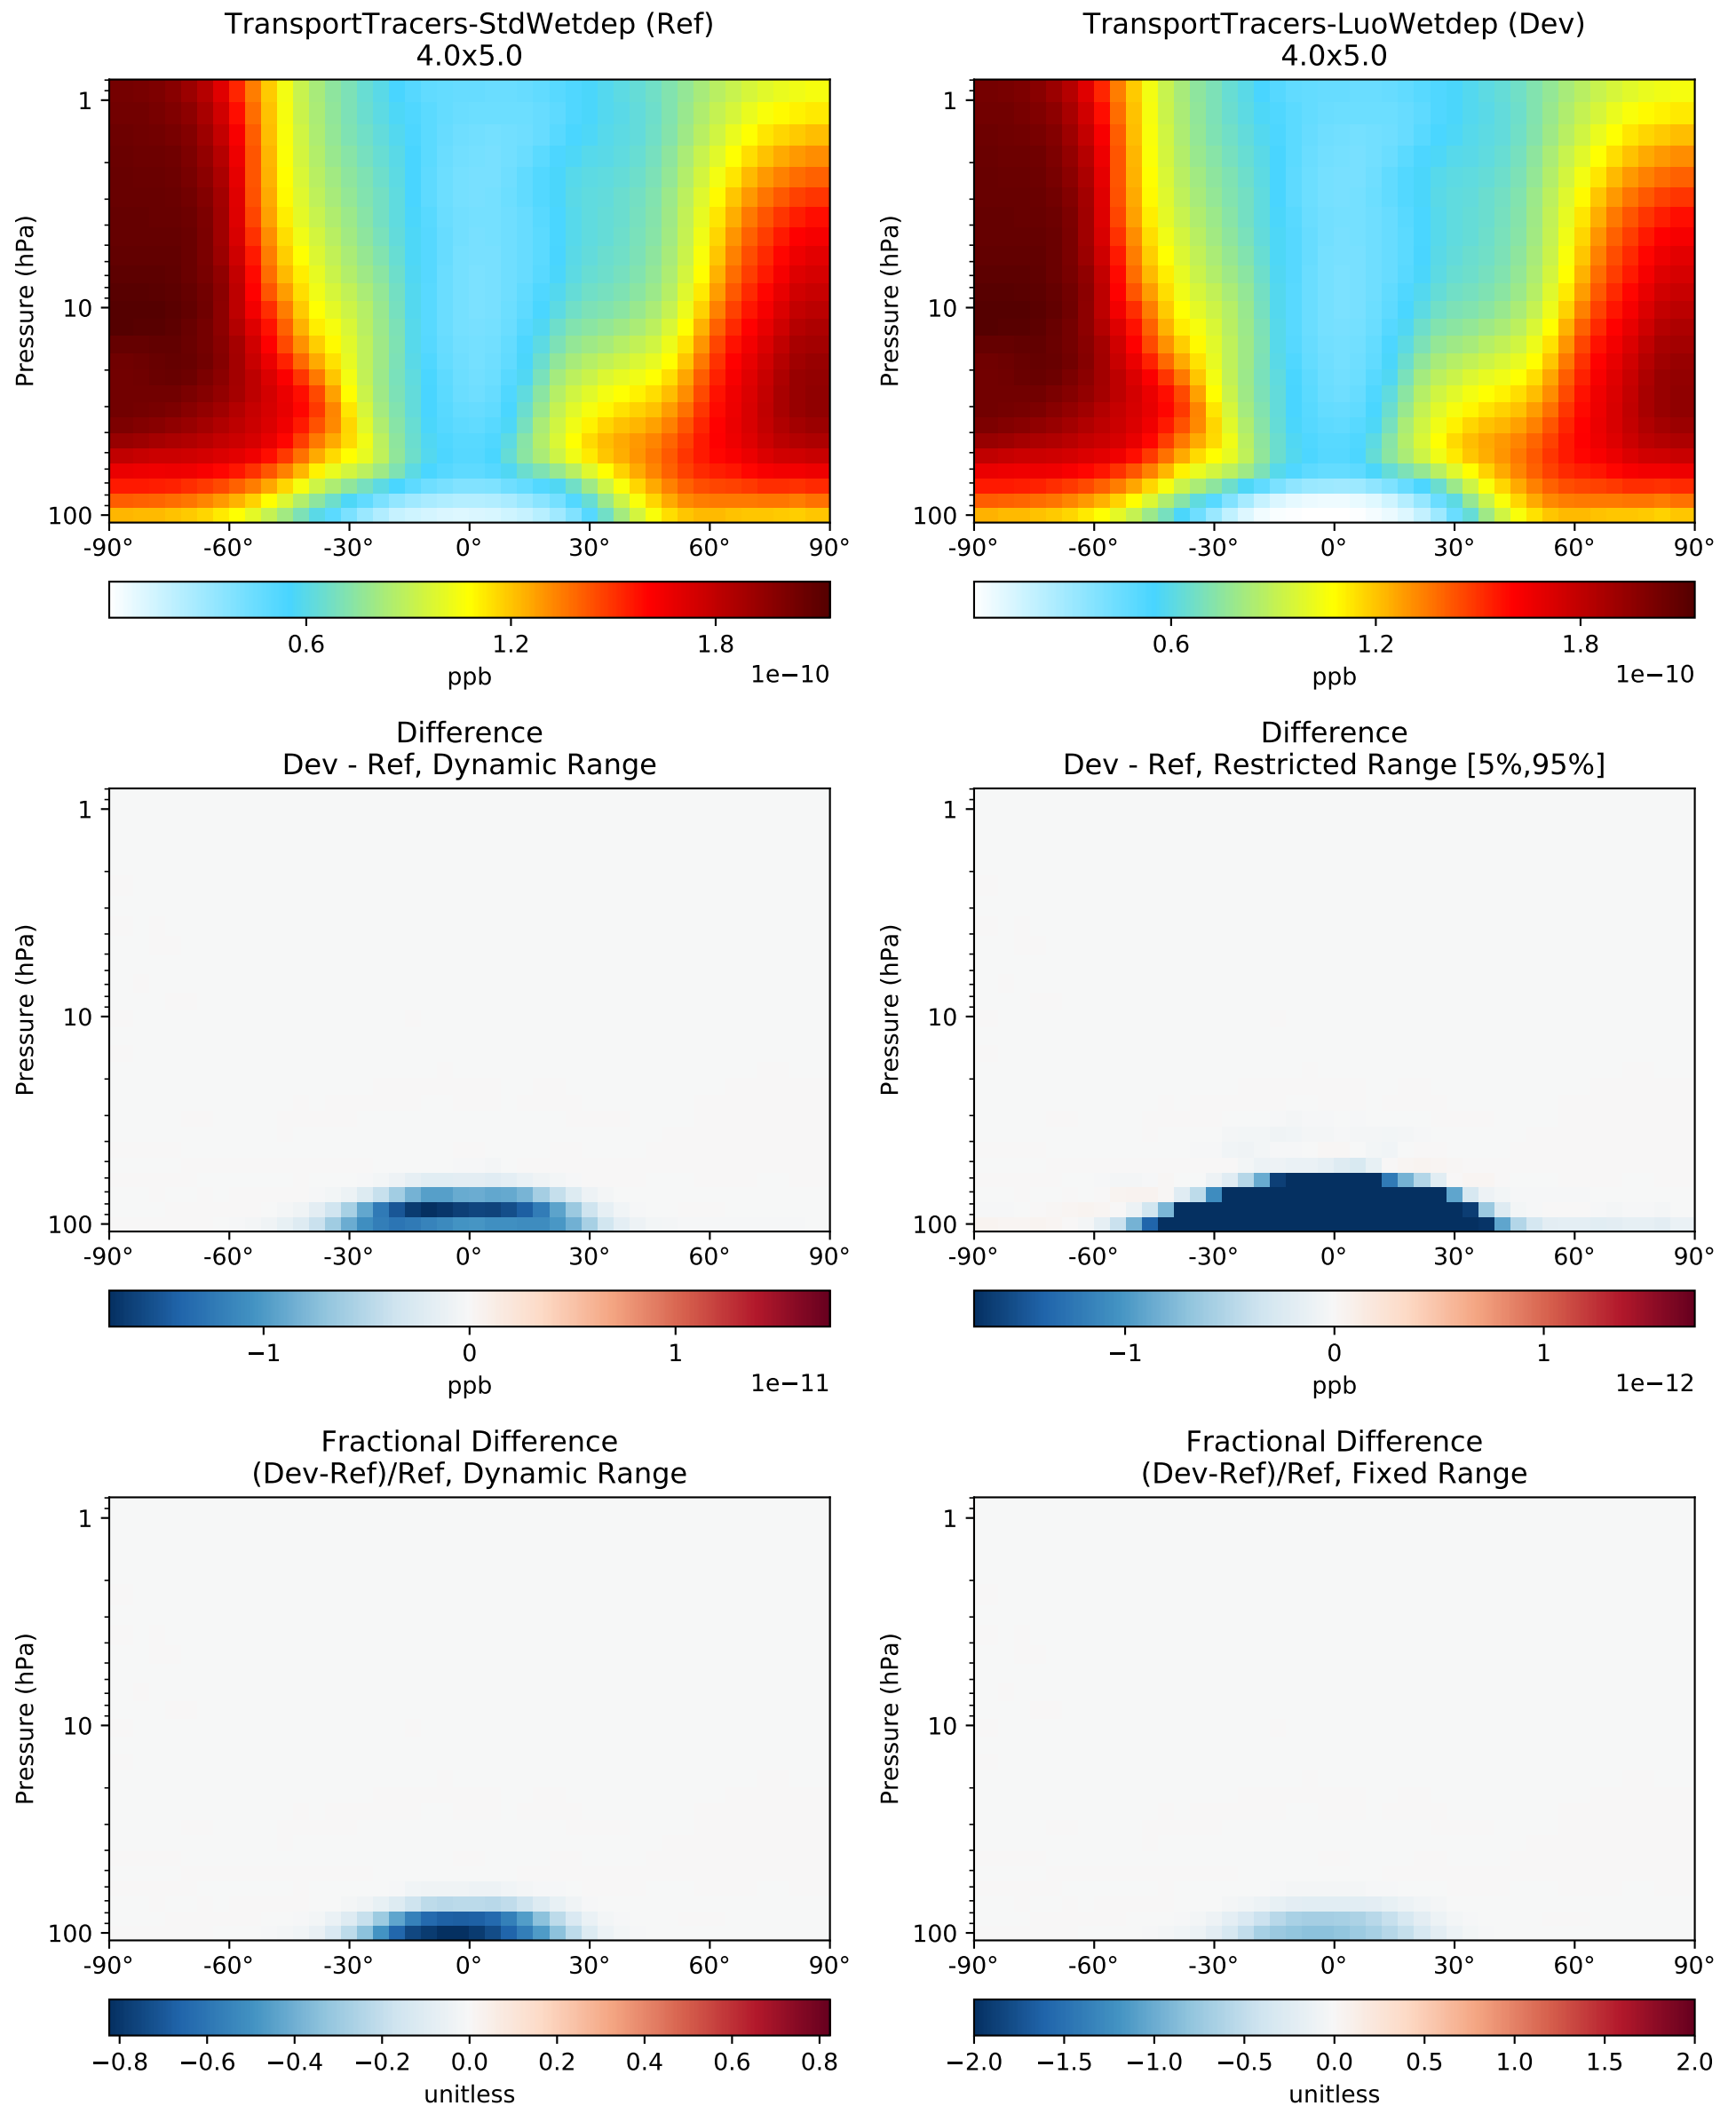 TransportTracers-StdWetdep (Ref)
4.0x5.0
Pressure (hPa)
1
10
100
-90° -60° -30° 0° 30° 60° 90°
0.6 1.2 1.8
ppb
1e−10
TransportTracers-LuoWetdep (Dev)
4.0x5.0
Pressure (hPa)
1
10
100
-90° -60° -30° 0° 30° 60° 90°
0.6 1.2 1.8
ppb
1e−10
Difference
Dev - Ref, Dynamic Range
Pressure (hPa)
1
10
100
-90° -60° -30° 0° 30° 60° 90°
−1 0 1
ppb
1e−11
Difference
Dev - Ref, Restricted Range [5%,95%]
Pressure (hPa)
1
10
100
-90° -60° -30° 0° 30° 60° 90°
−1 0 1
ppb
1e−12
Fractional Difference
(Dev-Ref)/Ref, Dynamic Range
Pressure (hPa)
1
10
100
-90° -60° -30° 0° 30° 60° 90°
−0.8 −0.6 −0.4 −0.2 0.0 0.2 0.4 0.6 0.8
unitless
Fractional Difference
(Dev-Ref)/Ref, Fixed Range
Pressure (hPa)
1
10
100
-90° -60° -30° 0° 30° 60° 90°
−2.0 −1.5 −1.0 −0.5 0.0 0.5 1.0 1.5 2.0
unitless